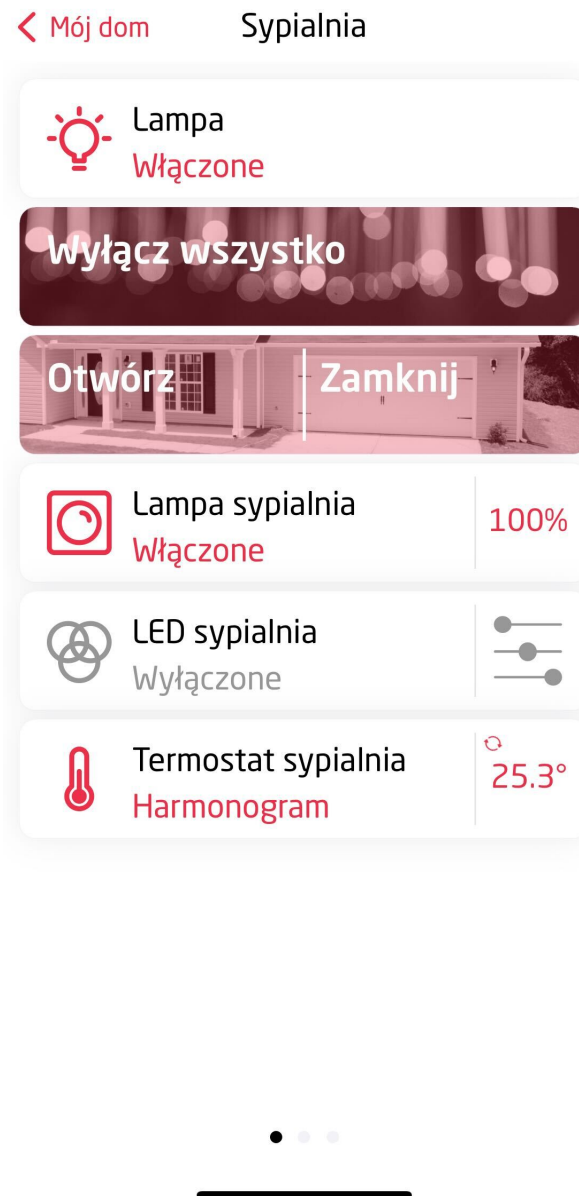 Mój dom Sypialnia
Lampa
Włączone
Wyłącz wszystko
Otwórz Zamknij
Lampa sypialnia
Włączone 100%
LED sypialnia
Wyłączone
Termostat sypialnia
Harmonogram 25.3°